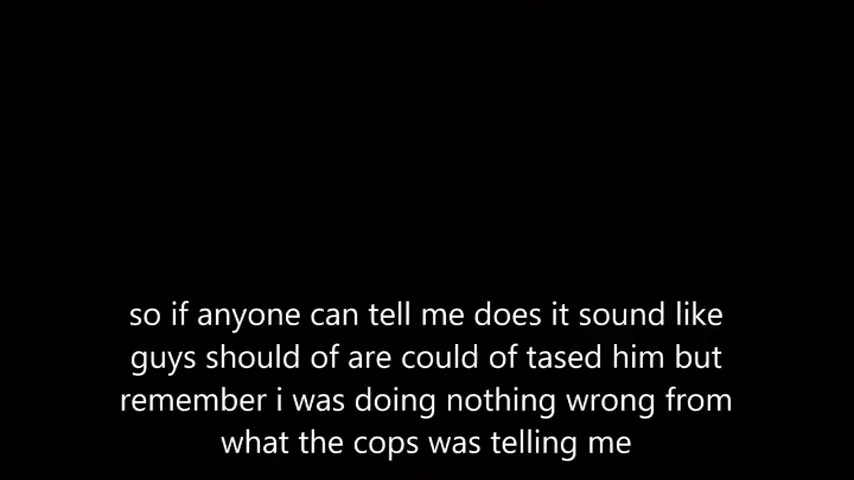 so if anyone can tell me does it sound like
guys should of are could of tased him but
remember i was doing nothing wrong from
what the cops was telling me